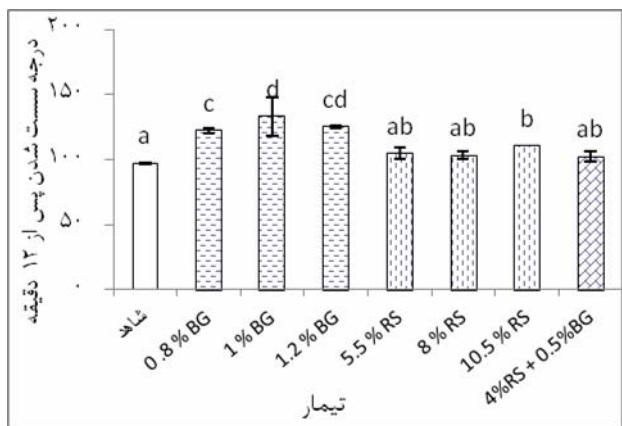 درجه سست شدن پس از ۱۲ دقیقه
۲۰۰
۱۵۰
۱۰۰
۵۰
۰
a
c
d
cd
ab
ab
b
ab
شاهد
0.8 % BG
1 % BG
1.2 % BG
5.5 % RS
8 % RS
10.5 % RS
4%RS + 0.5%BG
تیمار